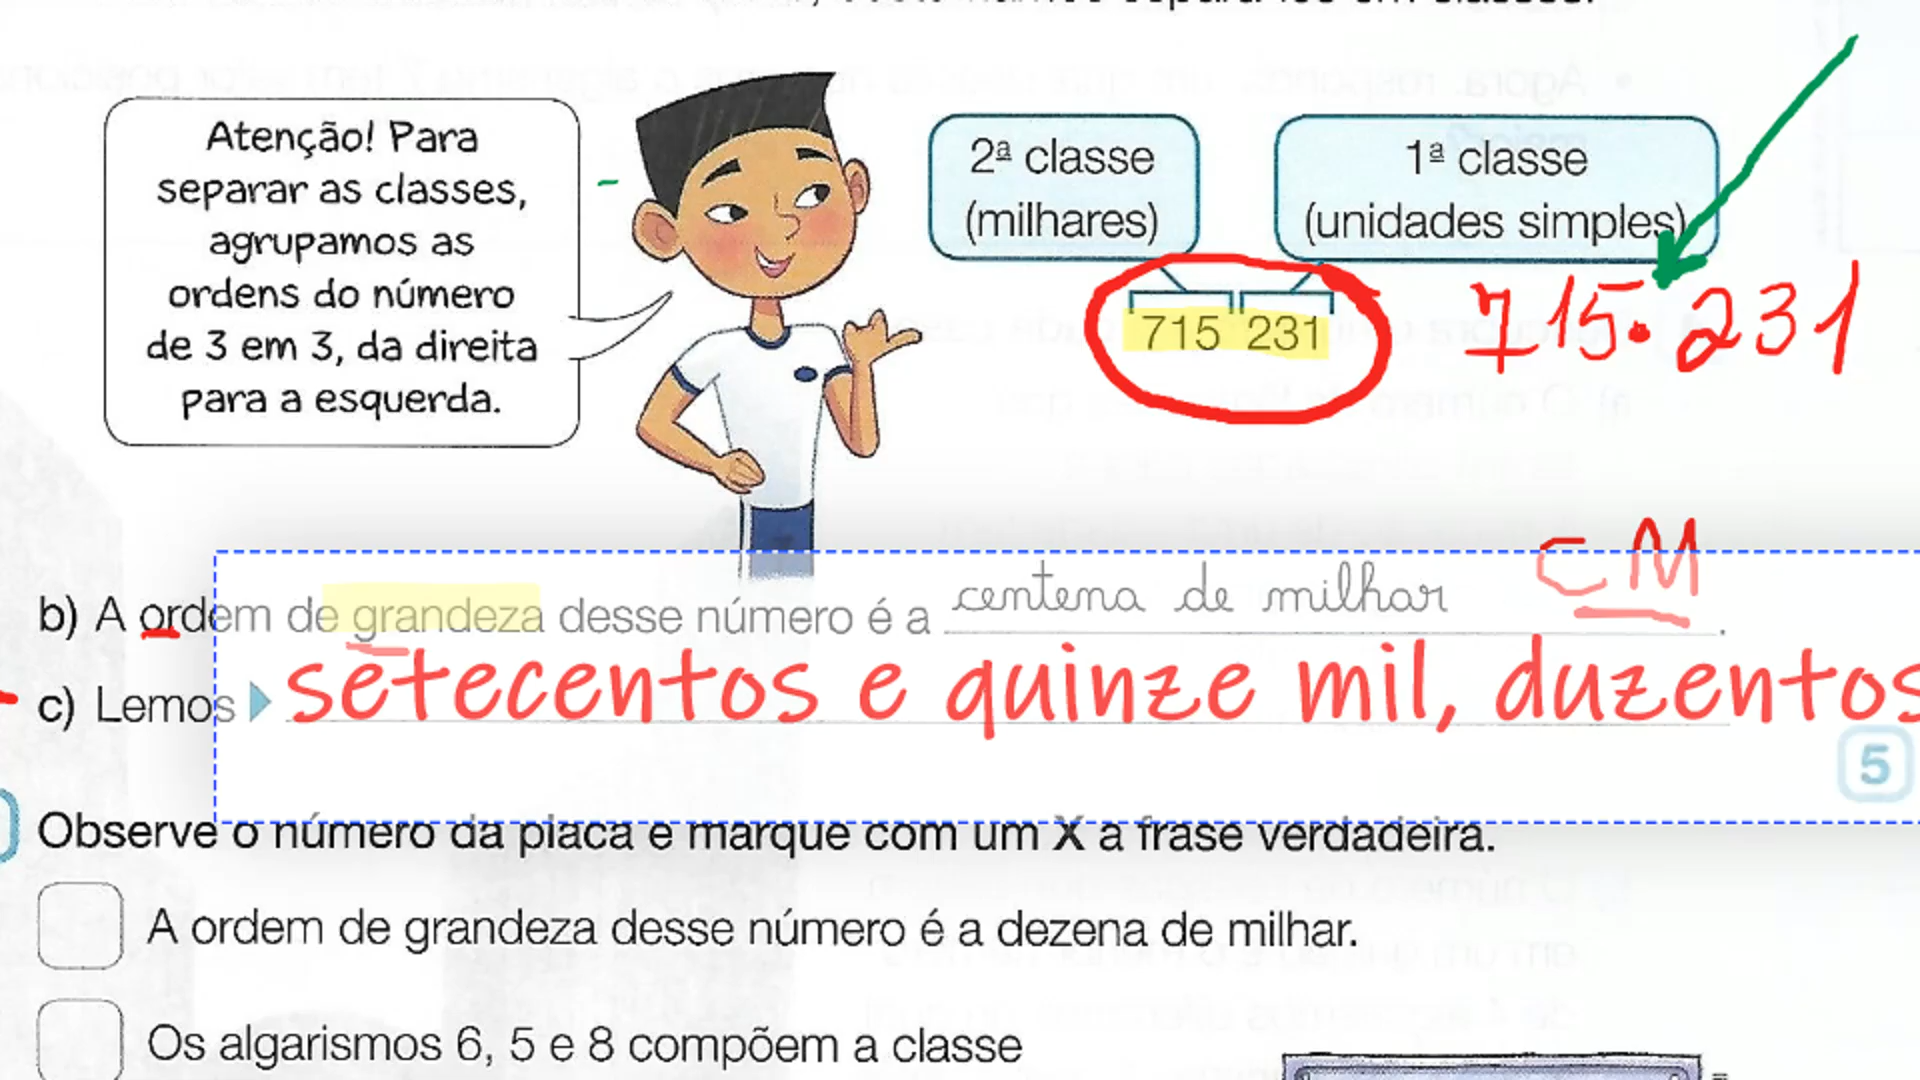 Atenção! Para
separar as classes,
agrupamos as
ordens do número
de 3 em 3, da direita
para a esquerda.
2ª classe
(milhares)
1ª classe
(unidades simples)
715 231
715.231
CM
b) A ordem de grandeza desse número é a centena de milhar.
c) Lemos setecentos e quinze mil, duzentos
5
Observe o número da placa e marque com um X a frase verdadeira.
A ordem de grandeza desse número é a dezena de milhar.
Os algarismos 6, 5 e 8 compõem a classe